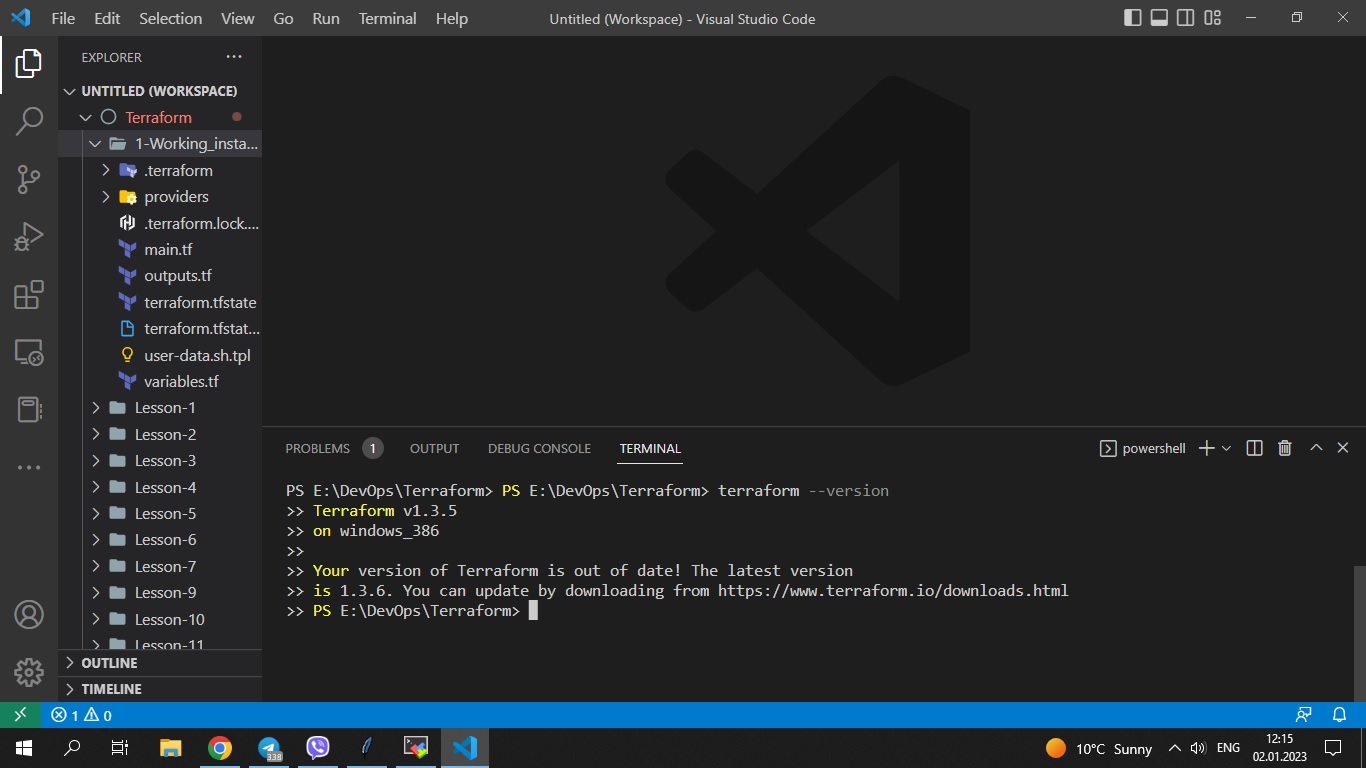 File Edit Selection View Go Run Terminal Help
Untitled (Workspace) - Visual Studio Code
EXPLORER
UNTITLED (WORKSPACE)
Terraform
1-Working_insta...
.terraform
providers
.terraform.lock....
main.tf
outputs.tf
terraform.tfstate
terraform.tfstat...
user-data.sh.tpl
variables.tf
Lesson-1
Lesson-2
Lesson-3
Lesson-4
Lesson-5
Lesson-6
Lesson-7
Lesson-9
Lesson-10
Lesson-11
OUTLINE
TIMELINE
PROBLEMS 1 OUTPUT DEBUG CONSOLE TERMINAL
powershell
PS E:\DevOps\Terraform> PS E:\DevOps\Terraform> terraform --version
>> Terraform v1.3.5
>> on windows_386
>>
>> Your version of Terraform is out of date! The latest version
>> is 1.3.6. You can update by downloading from https://www.terraform.io/downloads.html
>> PS E:\DevOps\Terraform>
1 0
338
10°C Sunny
ENG
12:15
02.01.2023